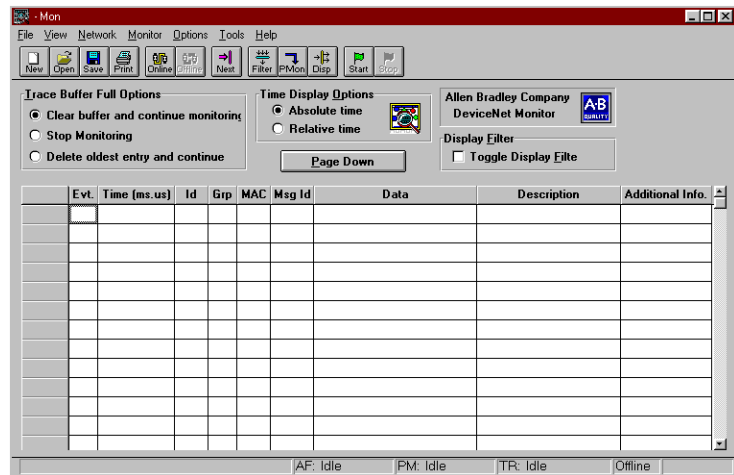 - Mon
File View Network Monitor Options Tools Help
New Open Save Print Online Offline Next Filter PMon Disp Start Stop
Trace Buffer Full Options
Clear buffer and continue monitoring
Stop Monitoring
Delete oldest entry and continue
Time Display Options
Absolute time
Relative time
Page Down
Allen Bradley Company
DeviceNet Monitor
A-B
QUALITY
Display Filter
Toggle Display Filte
Evt. Time (ms.us) Id Grp MAC Msg Id Data Description Additional Info.
AF: Idle PM: Idle TR: Idle Offline